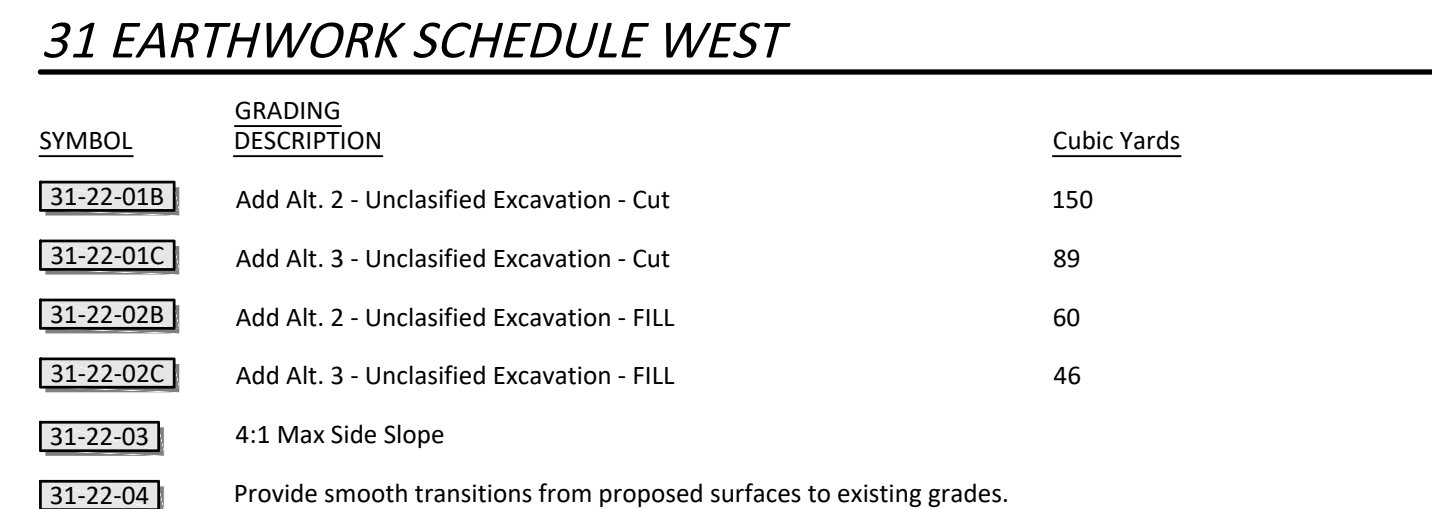 31 EARTHWORK SCHEDULE WEST
GRADING
SYMBOL DESCRIPTION Cubic Yards
31-22-01B Add Alt. 2 - Unclasified Excavation - Cut 150
31-22-01C Add Alt. 3 - Unclasified Excavation - Cut 89
31-22-02B Add Alt. 2 - Unclasified Excavation - FILL 60
31-22-02C Add Alt. 3 - Unclasified Excavation - FILL 46
31-22-03 4:1 Max Side Slope
31-22-04 Provide smooth transitions from proposed surfaces to existing grades.